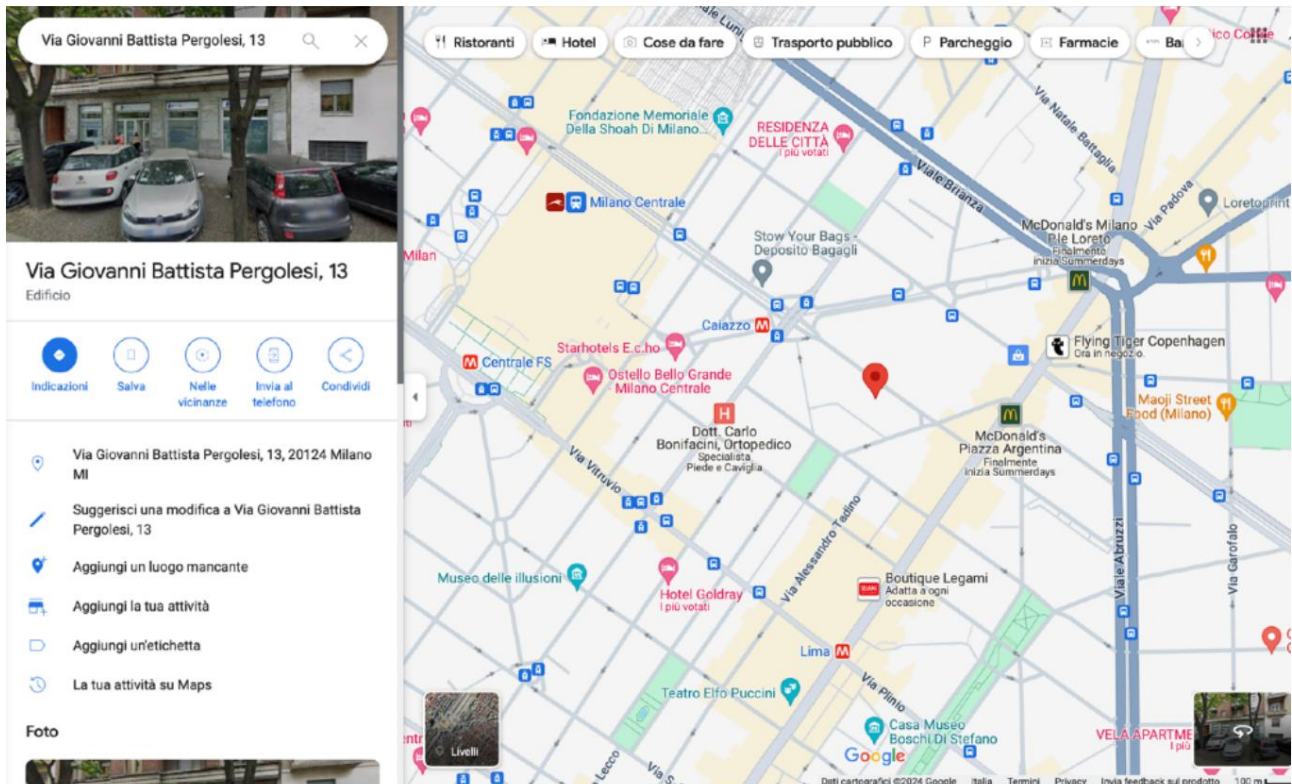 Via Giovanni Battista Pergolesi, 13
Via Giovanni Battista Pergolesi, 13
Edificio
Indicazioni
Salva
Nelle
vicinanze
Invia al
telefono
Condividi
Via Giovanni Battista Pergolesi, 13, 20124 Milano
MI
Suggerisci una modifica a Via Giovanni Battista
Pergolesi, 13
Aggiungi un luogo mancante
Aggiungi la tua attività
Aggiungi un'etichetta
La tua attività su Maps
Foto
Ristoranti
Hotel
Cose da fare
Trasporto pubblico
Parcheggio
Farmacie
Fondazione Memoriale
Della Shoah Di Milano...
RESIDENZA
DELLE CITTÀ
I più votati
Viale Brianza
Via Natale Battaglia
Via Padova
Loretoprint
Milano Centrale
Milan
Stow Your Bags -
Deposito Bagagli
McDonald's Milano
P.le Loreto
Finalmente
inizia Summerdays
Caiazzo
Starhotels E.c.ho
Centrale FS
Ostello Bello Grande
Milano Centrale
Flying Tiger Copenhagen
Ora in negozio.
Maoji Street
Food (Milano)
Dott. Carlo
Bonifacini, Ortopedico
Specialista
Piede e Caviglia
McDonald's
Piazza Argentina
Finalmente
inizia Summerdays
Via Vitruvio
Via Alessandro Tadino
Viale Abruzzi
Via Garofalo
Museo delle illusioni
Hotel Goldray
I più votati
Boutique Legami
Adatta a ogni
occasione
Lima
Via Plinio
Teatro Elfo Puccini
Casa Museo
Boschi Di Stefano
VELA APARTME
I più
Livelli
Google
Dati cartografici ©2024 Google
Italia
Termini
Privacy
Invia feedback sul prodotto
100 m